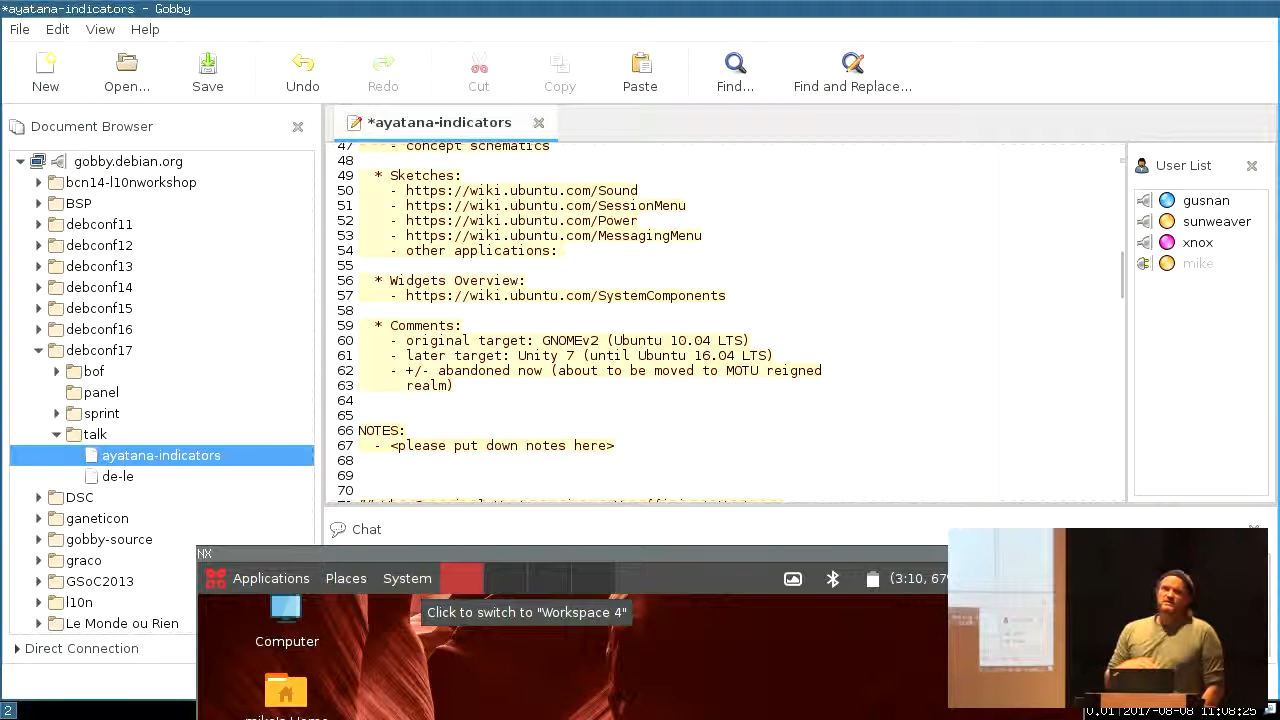 *ayatana-indicators - Gobby
File Edit View Help
New Open... Save Undo Redo Cut Copy Paste Find... Find and Replace...
Document Browser
gobby.debian.org
bcn14-l10nworkshop
BSP
debconf11
debconf12
debconf13
debconf14
debconf15
debconf16
debconf17
bof
panel
sprint
talk
ayatana-indicators
de-le
DSC
ganeticon
gobby-source
graco
GSoC2013
l10n
Le Monde ou Rien
Direct Connection
*ayatana-indicators
47 - concept schematics
48
49 * Sketches:
50 - https://wiki.ubuntu.com/Sound
51 - https://wiki.ubuntu.com/SessionMenu
52 - https://wiki.ubuntu.com/Power
53 - https://wiki.ubuntu.com/MessagingMenu
54 - other applications:
55
56 * Widgets Overview:
57 - https://wiki.ubuntu.com/SystemComponents
58
59 * Comments:
60 - original target: GNOMEv2 (Ubuntu 10.04 LTS)
61 - later target: Unity 7 (until Ubuntu 16.04 LTS)
62 - +/- abandoned now (about to be moved to MOTU reigned
63 realm)
64
65
66 NOTES:
67 - <please put down notes here>
68
69
70
User List
gusnan
sunweaver
xnox
mike
Chat
NX
Applications Places System (3:10, 67%
Click to switch to "Workspace 4"
Computer
mike's Home
2
0.01|2017-08-08 11:08:25